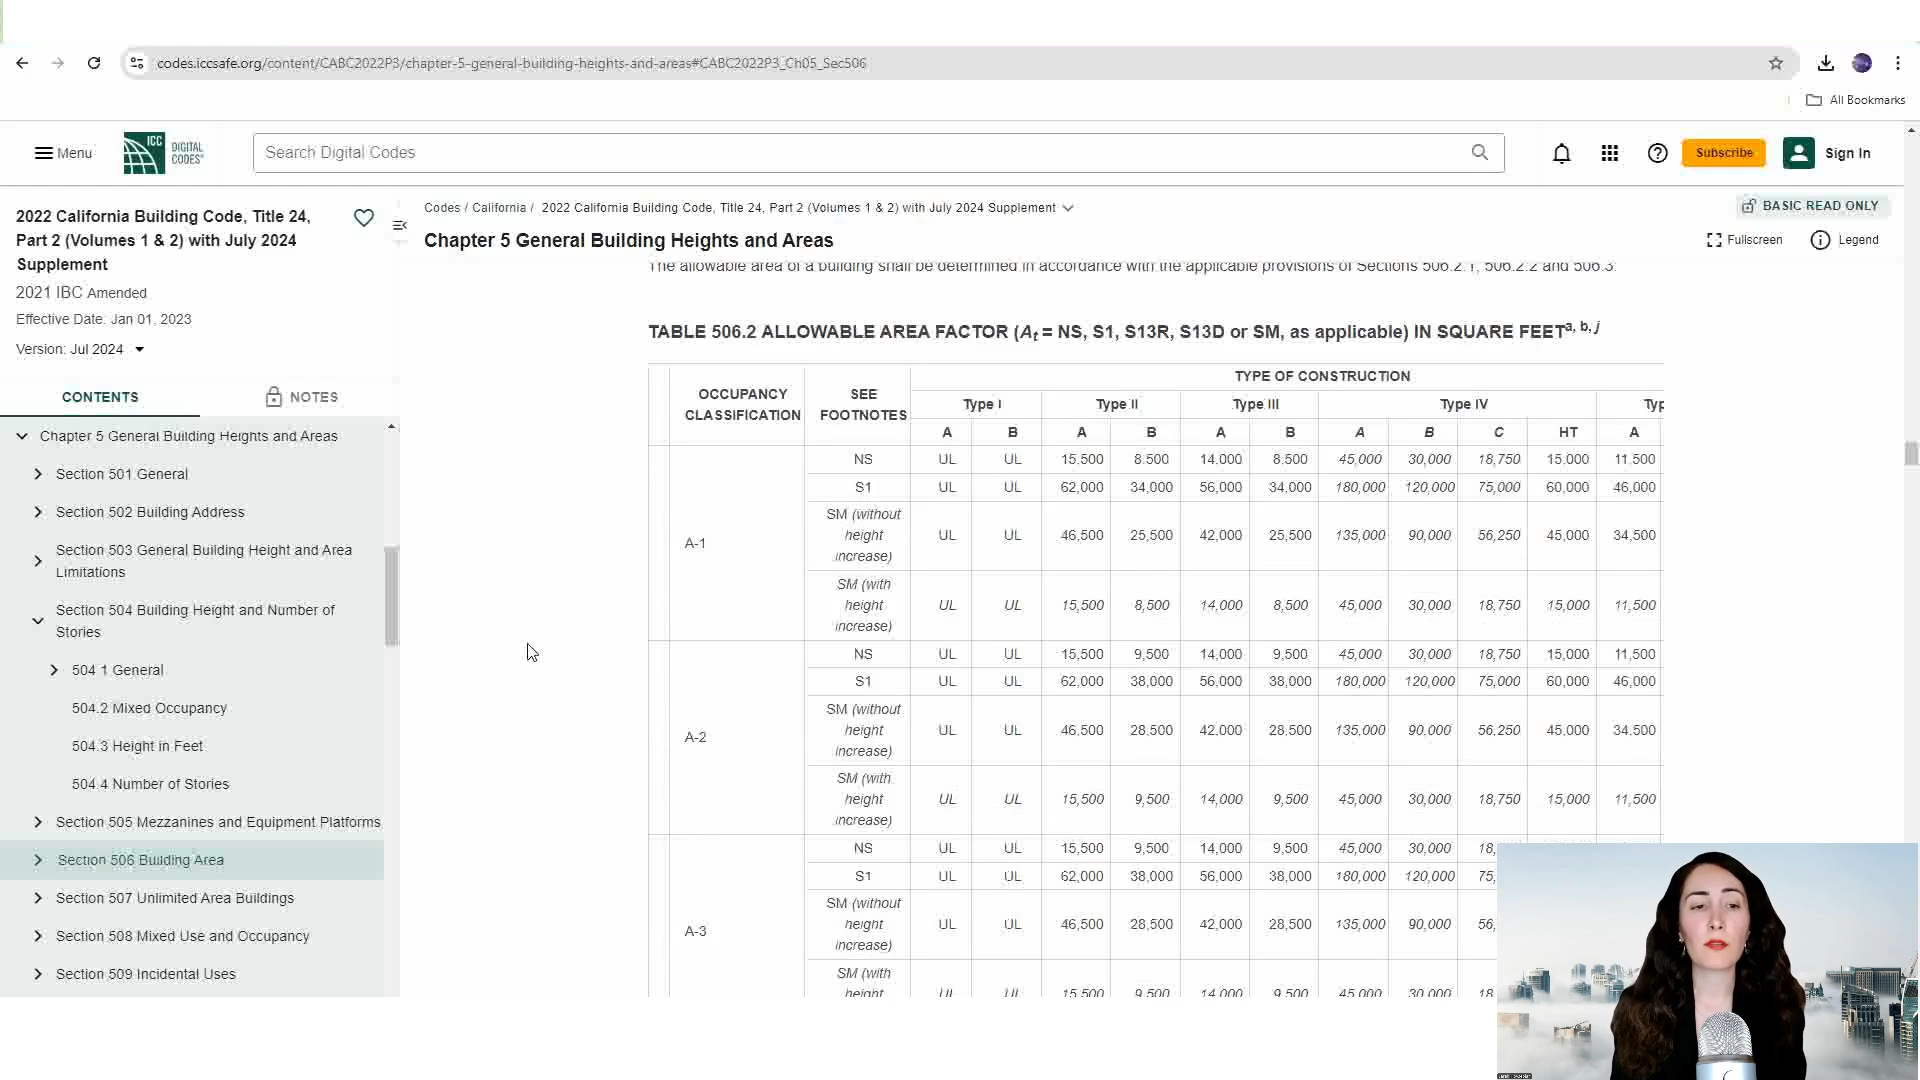 codes.iccsafe.org/content/CABC2022P3/chapter-5-general-building-heights-and-areas#CABC2022P3_Ch05_Sec506
All Bookmarks
Menu
ICC DIGITAL CODES
Search Digital Codes
Subscribe
Sign In
2022 California Building Code, Title 24,
Part 2 (Volumes 1 & 2) with July 2024
Supplement
2021 IBC Amended
Effective Date: Jan 01, 2023
Version: Jul 2024
CONTENTS NOTES
Chapter 5 General Building Heights and Areas
Section 501 General
Section 502 Building Address
Section 503 General Building Height and Area
Limitations
Section 504 Building Height and Number of
Stories
504 1 General
504.2 Mixed Occupancy
504.3 Height in Feet
504.4 Number of Stories
Section 505 Mezzanines and Equipment Platforms
Section 506 Building Area
Section 507 Unlimited Area Buildings
Section 508 Mixed Use and Occupancy
Section 509 Incidental Uses
Codes / California / 2022 California Building Code, Title 24, Part 2 (Volumes 1 & 2) with July 2024 Supplement
BASIC READ ONLY
Chapter 5 General Building Heights and Areas
Fullscreen Legend
The allowable area of a building shall be determined in accordance with the applicable provisions of Sections 506.2.1, 506.2.2 and 506.3.
TABLE 506.2 ALLOWABLE AREA FACTOR (At = NS, S1, S13R, S13D or SM, as applicable) IN SQUARE FEETa, b, j
OCCUPANCY CLASSIFICATION SEE FOOTNOTES TYPE OF CONSTRUCTION
Type I Type II Type III Type IV Typ
A B A B A B A B C HT A
NS UL UL 15,500 8.500 14.000 8.500 45,000 30,000 18,750 15.000 11.500
S1 UL UL 62,000 34,000 56,000 34,000 180,000 120,000 75,000 60,000 46,000
A-1 SM (without height increase) UL UL 46,500 25,500 42,000 25,500 135,000 90,000 56,250 45,000 34,500
SM (with height increase) UL UL 15,500 8,500 14,000 8,500 45,000 30,000 18,750 15,000 11,500
NS UL UL 15,500 9,500 14,000 9,500 45,000 30,000 18,750 15,000 11,500
S1 UL UL 62,000 38,000 56,000 38,000 180,000 120,000 75,000 60,000 46,000
A-2 SM (without height increase) UL UL 46,500 28,500 42,000 28.500 135,000 90,000 56,250 45,000 34.500
SM (with height increase) UL UL 15,500 9,500 14,000 9,500 45,000 30,000 18,750 15,000 11,500
NS UL UL 15,500 9,500 14,000 9,500 45,000 30,000 18,
S1 UL UL 62,000 38,000 56,000 38,000 180,000 120,000 75,
A-3 SM (without height increase) UL UL 46,500 28,500 42,000 28,500 135,000 90,000 56,
SM (with height UL UL 15,500 9,500 14,000 9,500 45,000 30,000 18